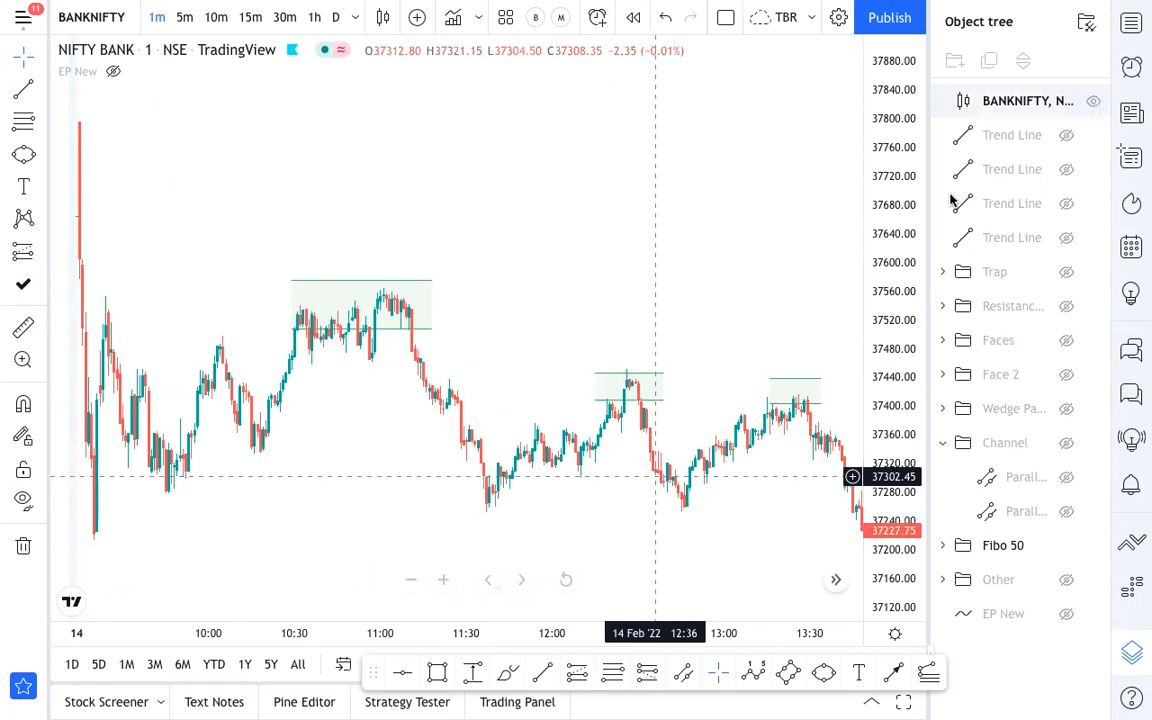 11
BANKNIFTY 1m 5m 10m 15m 30m 1h D B M TBR Publish
Object tree
NIFTY BANK · 1 · NSE · TradingView O37312.80 H37321.15 L37304.50 C37308.35 -2.35 (-0.01%)
EP New
37880.00
37840.00
37800.00
37760.00
37720.00
37680.00
37640.00
37600.00
37560.00
37520.00
37480.00
37440.00
37400.00
37360.00
37320.00
37302.45
37280.00
37240.00
37227.75
37200.00
37160.00
37120.00
BANKNIFTY, N...
Trend Line
Trend Line
Trend Line
Trend Line
Trap
Resistanc...
Faces
Face 2
Wedge Pa...
Channel
Parall...
Parall...
Fibo 50
Other
EP New
14 10:00 10:30 11:00 11:30 12:00 14 Feb '22 12:36 13:00 13:30
1D 5D 1M 3M 6M YTD 1Y 5Y All
T
Stock Screener Text Notes Pine Editor Strategy Tester Trading Panel